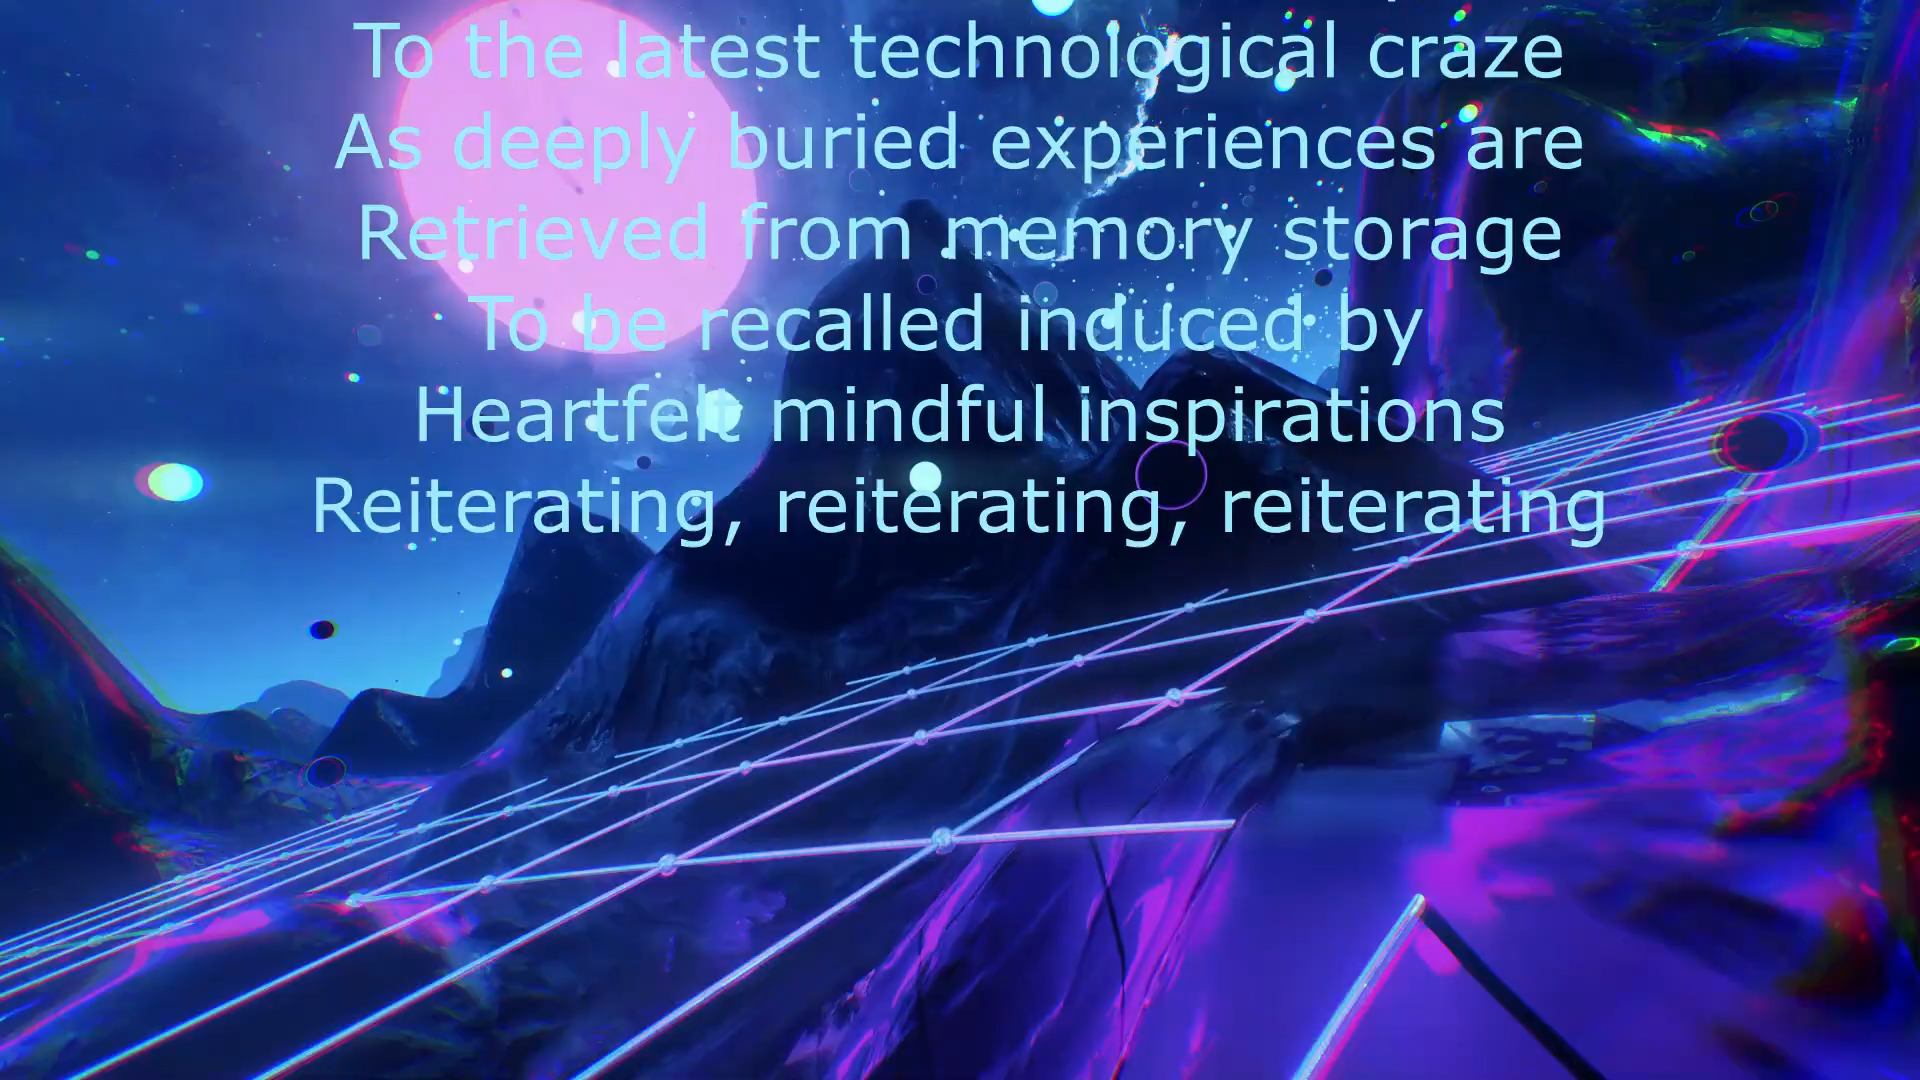 To the latest technological craze
As deeply buried experiences are
Retrieved from memory storage
To be recalled induced by
Heartfelt mindful inspirations
Reiterating, reiterating, reiterating